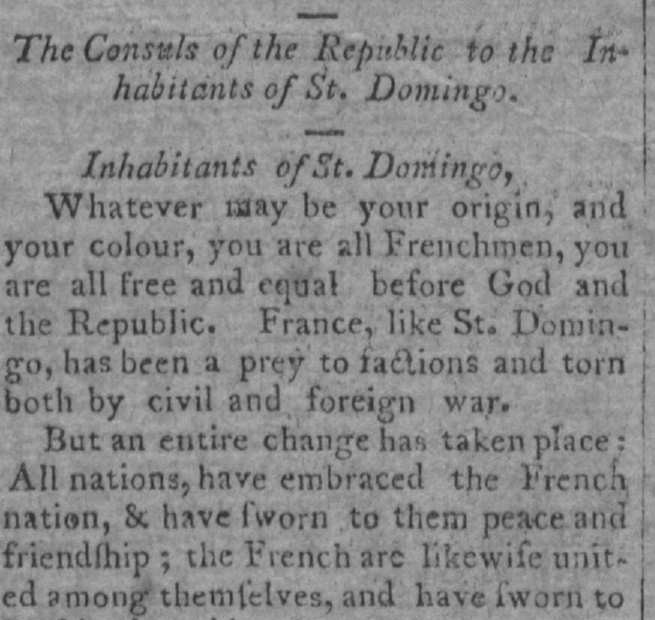 The Consuls of the Republic to the In-
habitants of St. Domingo.
Inhabitants of St. Domingo,
Whatever may be your origin, and
your colour, you are all Frenchmen, you
are all free and equal before God and
the Republic. France, like St. Domin-
go, has been a prey to factions and torn
both by civil and foreign war.
But an entire change has taken place:
All nations, have embraced the French
nation, & have ſworn to them peace and
friendſhip; the French are likewiſe unit-
ed among themſelves, and have ſworn to